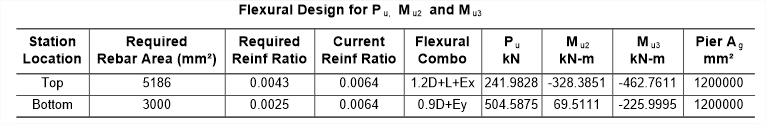 Flexural Design for Pu, Mu2 and Mu3
Station Location Required Rebar Area (mm²) Required Reinf Ratio Current Reinf Ratio Flexural Combo Pu kN Mu2 kN-m Mu3 kN-m Pier Ag mm²
Top 5186 0.0043 0.0064 1.2D+L+Ex 241.9828 -328.3851 -462.7611 1200000
Bottom 3000 0.0025 0.0064 0.9D+Ey 504.5875 69.5111 -225.9995 1200000